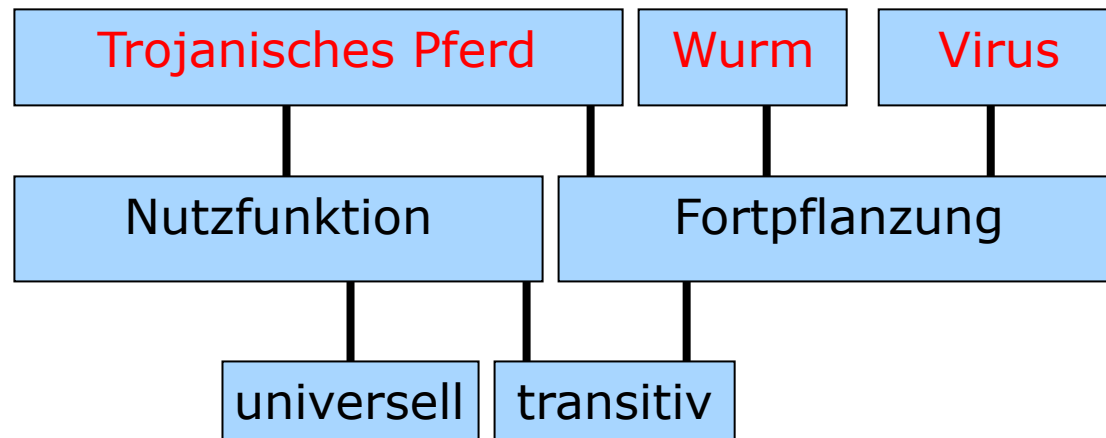 Trojanisches Pferd
Wurm
Virus
Nutzfunktion
Fortpflanzung
universell
transitiv